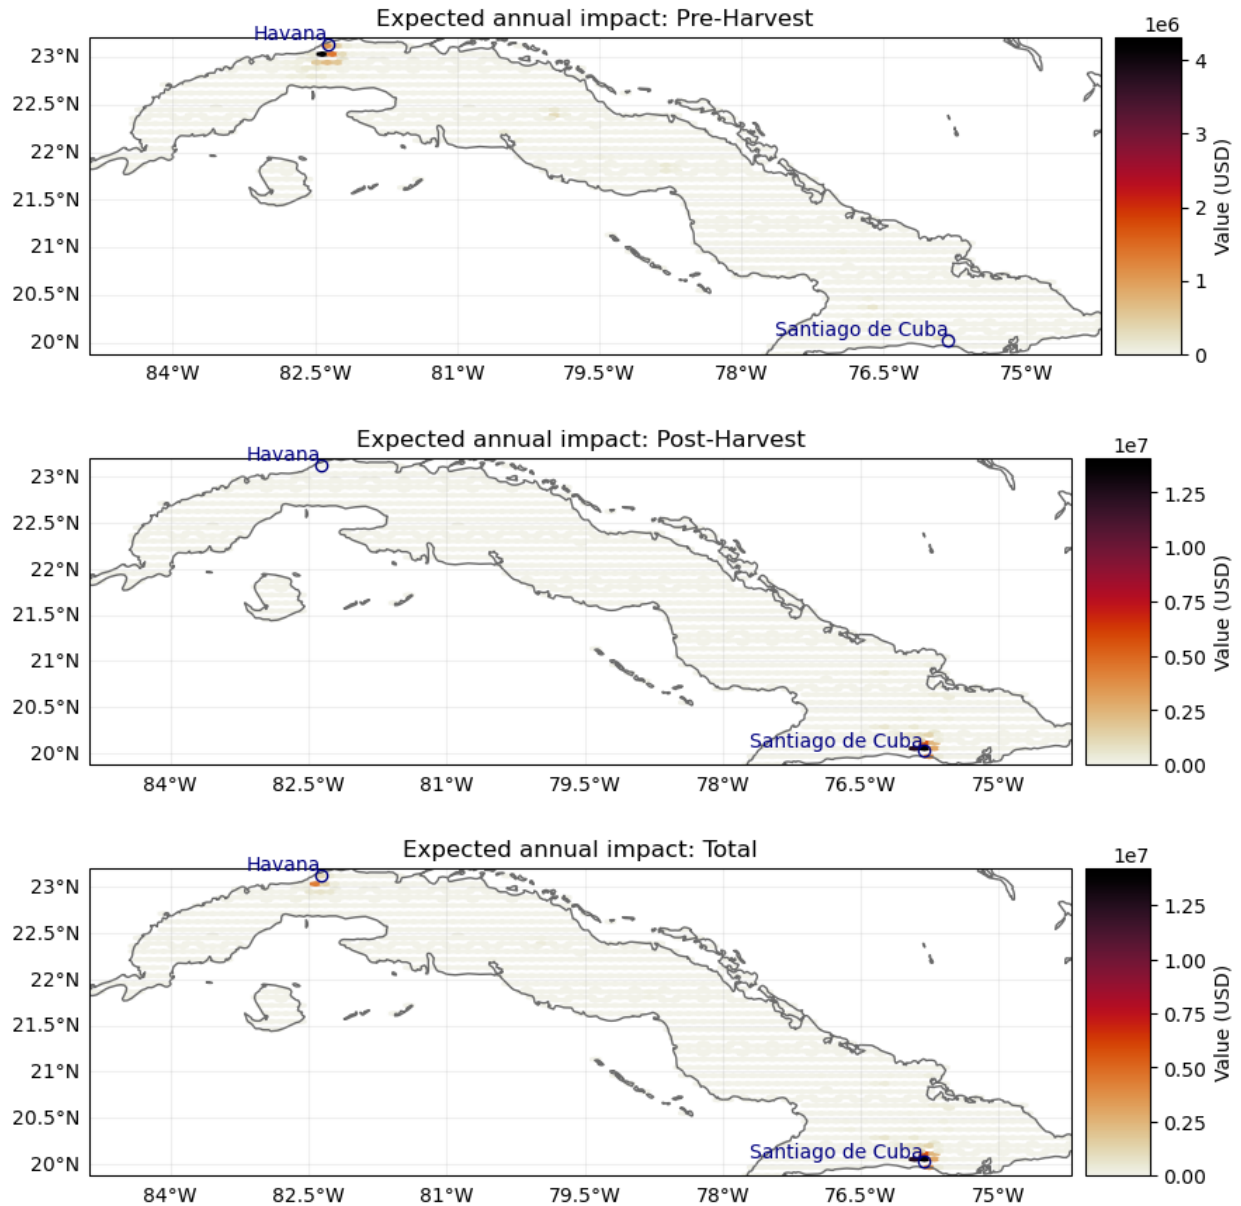 Expected annual impact: Pre-Harvest
1e6
Havana
23°N
22.5°N
22°N
21.5°N
21°N
20.5°N
20°N
Santiago de Cuba
84°W 82.5°W 81°W 79.5°W 78°W 76.5°W 75°W
4
3
2
1
0
Value (USD)
Expected annual impact: Post-Harvest
1e7
Havana
23°N
22.5°N
22°N
21.5°N
21°N
20.5°N
20°N
Santiago de Cuba
84°W 82.5°W 81°W 79.5°W 78°W 76.5°W 75°W
1.25
1.00
0.75
0.50
0.25
0.00
Value (USD)
Expected annual impact: Total
1e7
Havana
23°N
22.5°N
22°N
21.5°N
21°N
20.5°N
20°N
Santiago de Cuba
84°W 82.5°W 81°W 79.5°W 78°W 76.5°W 75°W
1.25
1.00
0.75
0.50
0.25
0.00
Value (USD)